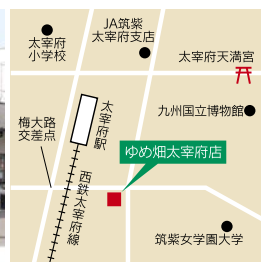 JA筑紫
太宰府支店
太宰府
小学校
太宰府天満宮
太宰府駅
九州国立博物館
梅大路
交差点
ゆめ畑太宰府店
西鉄太宰府線
筑紫女学園大学